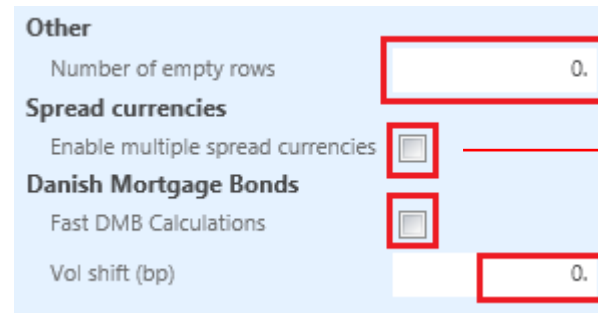 Other
Number of empty rows 0.
Spread currencies
Enable multiple spread currencies
Danish Mortgage Bonds
Fast DMB Calculations
Vol shift (bp) 0.